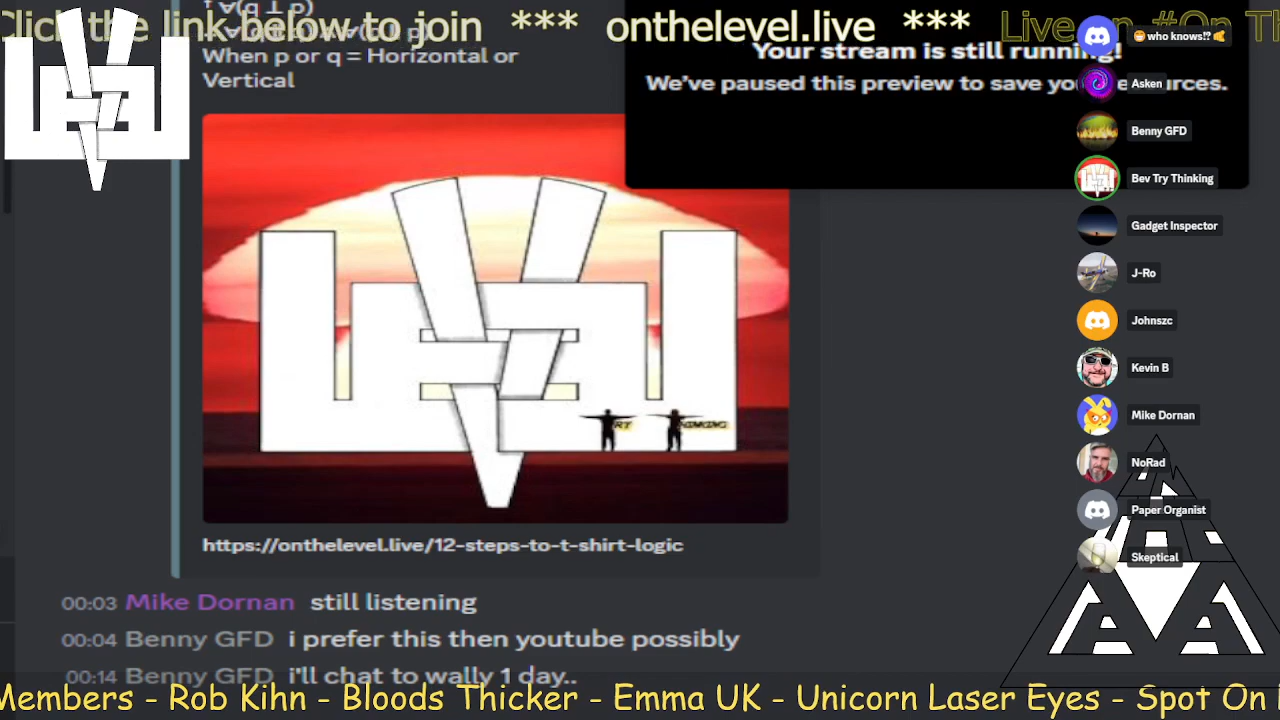 Click the link below to join *** onthelevel.live *** Live on #On Th
When p or q = Horizontal or
Vertical
Your stream is still running!
We've paused this preview to save your resources.
who knows⁉
Asken
Benny GFD
Bev Try Thinking
Gadget Inspector
J-Ro
Johnszc
Kevin B
Mike Dornan
NoRad
Paper Organist
Skeptical
https://onthelevel.live/12-steps-to-t-shirt-logic
00:03 Mike Dornan still listening
00:04 Benny GFD i prefer this then youtube possibly
00:14 Benny GFD i'll chat to wally 1 day..
Members - Rob Kihn - Bloods Thicker - Emma UK - Unicorn Laser Eyes - Spot On